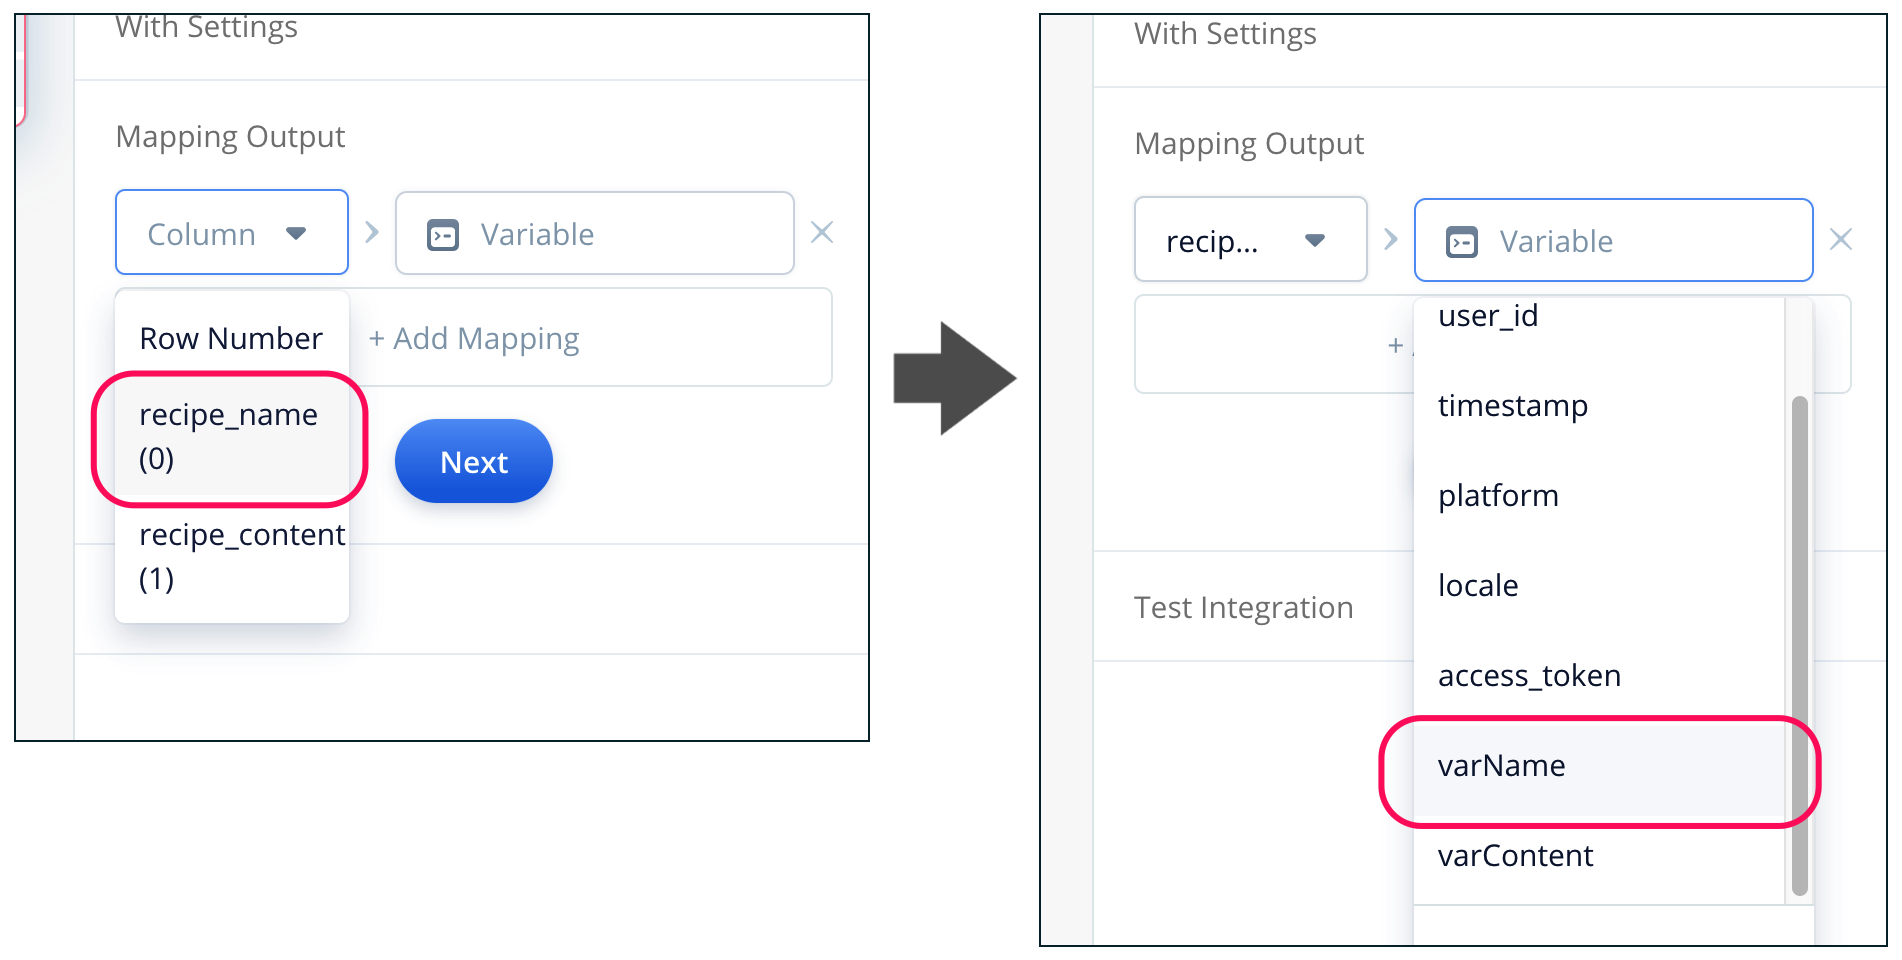 With Settings
Mapping Output
Column
Variable
Row Number
+ Add Mapping
recipe_name
(0)
Next
recipe_content
(1)
With Settings
Mapping Output
recip...
Variable
+
user_id
timestamp
platform
locale
Test Integration
access_token
varName
varContent